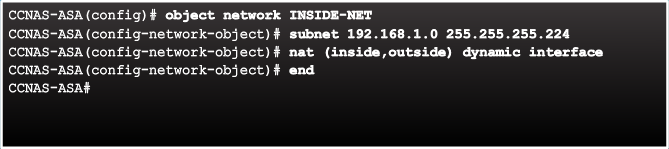 CCNAS-ASA(config)# object network INSIDE-NET
CCNAS-ASA(config-network-object)# subnet 192.168.1.0 255.255.255.224
CCNAS-ASA(config-network-object)# nat (inside,outside) dynamic interface
CCNAS-ASA(config-network-object)# end
CCNAS-ASA#